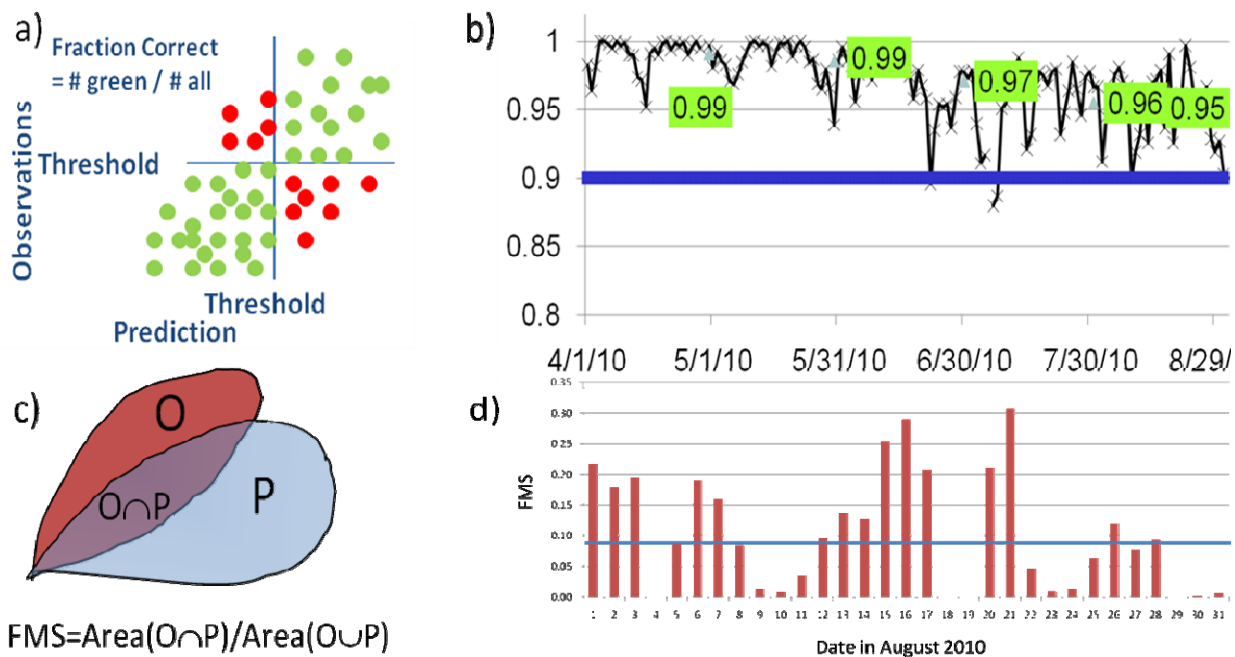 a)
Fraction Correct
= # green / # all
Observations
Threshold
Threshold
Prediction
b)
1
0.95
0.9
0.85
0.8
0.99
0.99
0.97
0.96
0.95
4/1/10 5/1/10 5/31/10 6/30/10 7/30/10 8/29/
c)
O
O∩P
P
FMS=Area(O∩P)/Area(O∪P)
d)
FMS
0.35
0.30
0.25
0.20
0.15
0.10
0.05
0.00
1 2 3 4 5 6 7 8 9 10 11 12 13 14 15 16 17 18 19 20 21 22 23 24 25 26 27 28 29 30 31
Date in August 2010